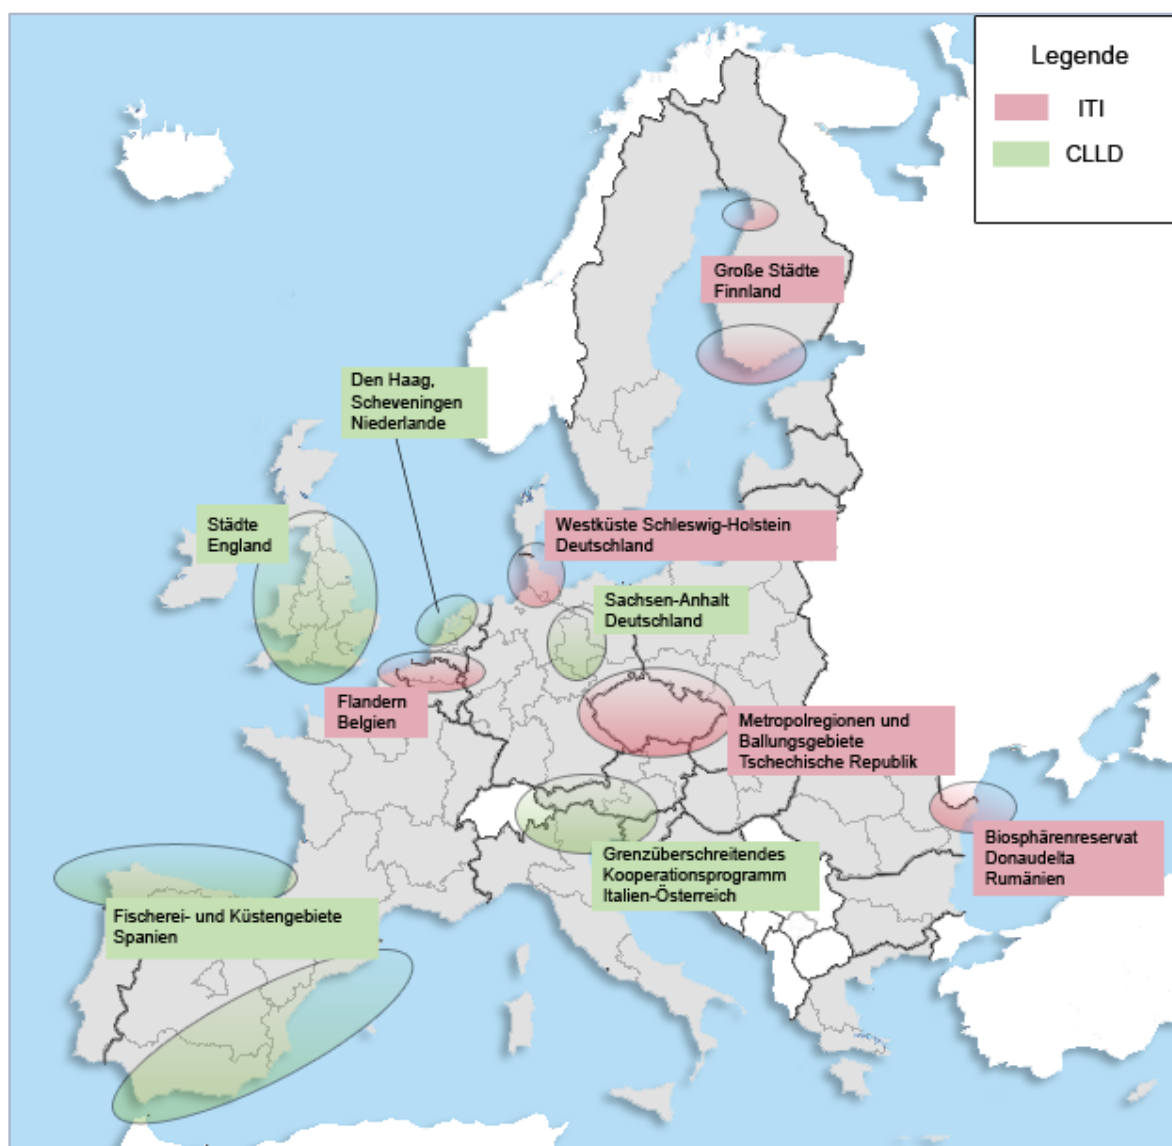 Legende
ITI
CLLD
Große Städte
Finnland
Den Haag,
Scheveningen
Niederlande
Städte
England
Westküste Schleswig-Holstein
Deutschland
Sachsen-Anhalt
Deutschland
Flandern
Belgien
Metropolregionen und
Ballungsgebiete
Tschechische Republik
Biosphärenreservat
Donaudelta
Rumänien
Grenzüberschreitendes
Kooperationsprogramm
Italien-Österreich
Fischerei- und Küstengebiete
Spanien